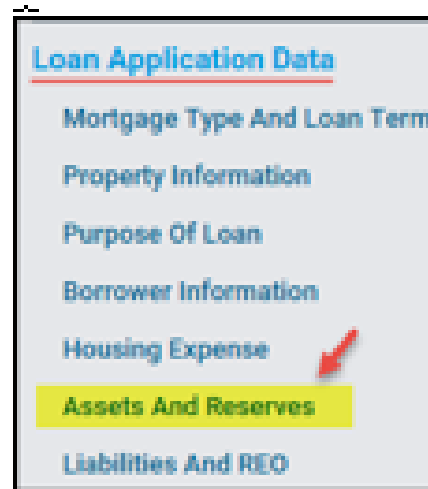 Loan Application Data
Mortgage Type And Loan Term
Property Information
Purpose Of Loan
Borrower Information
Housing Expense
Assets And Reserves
Liabilities And REO